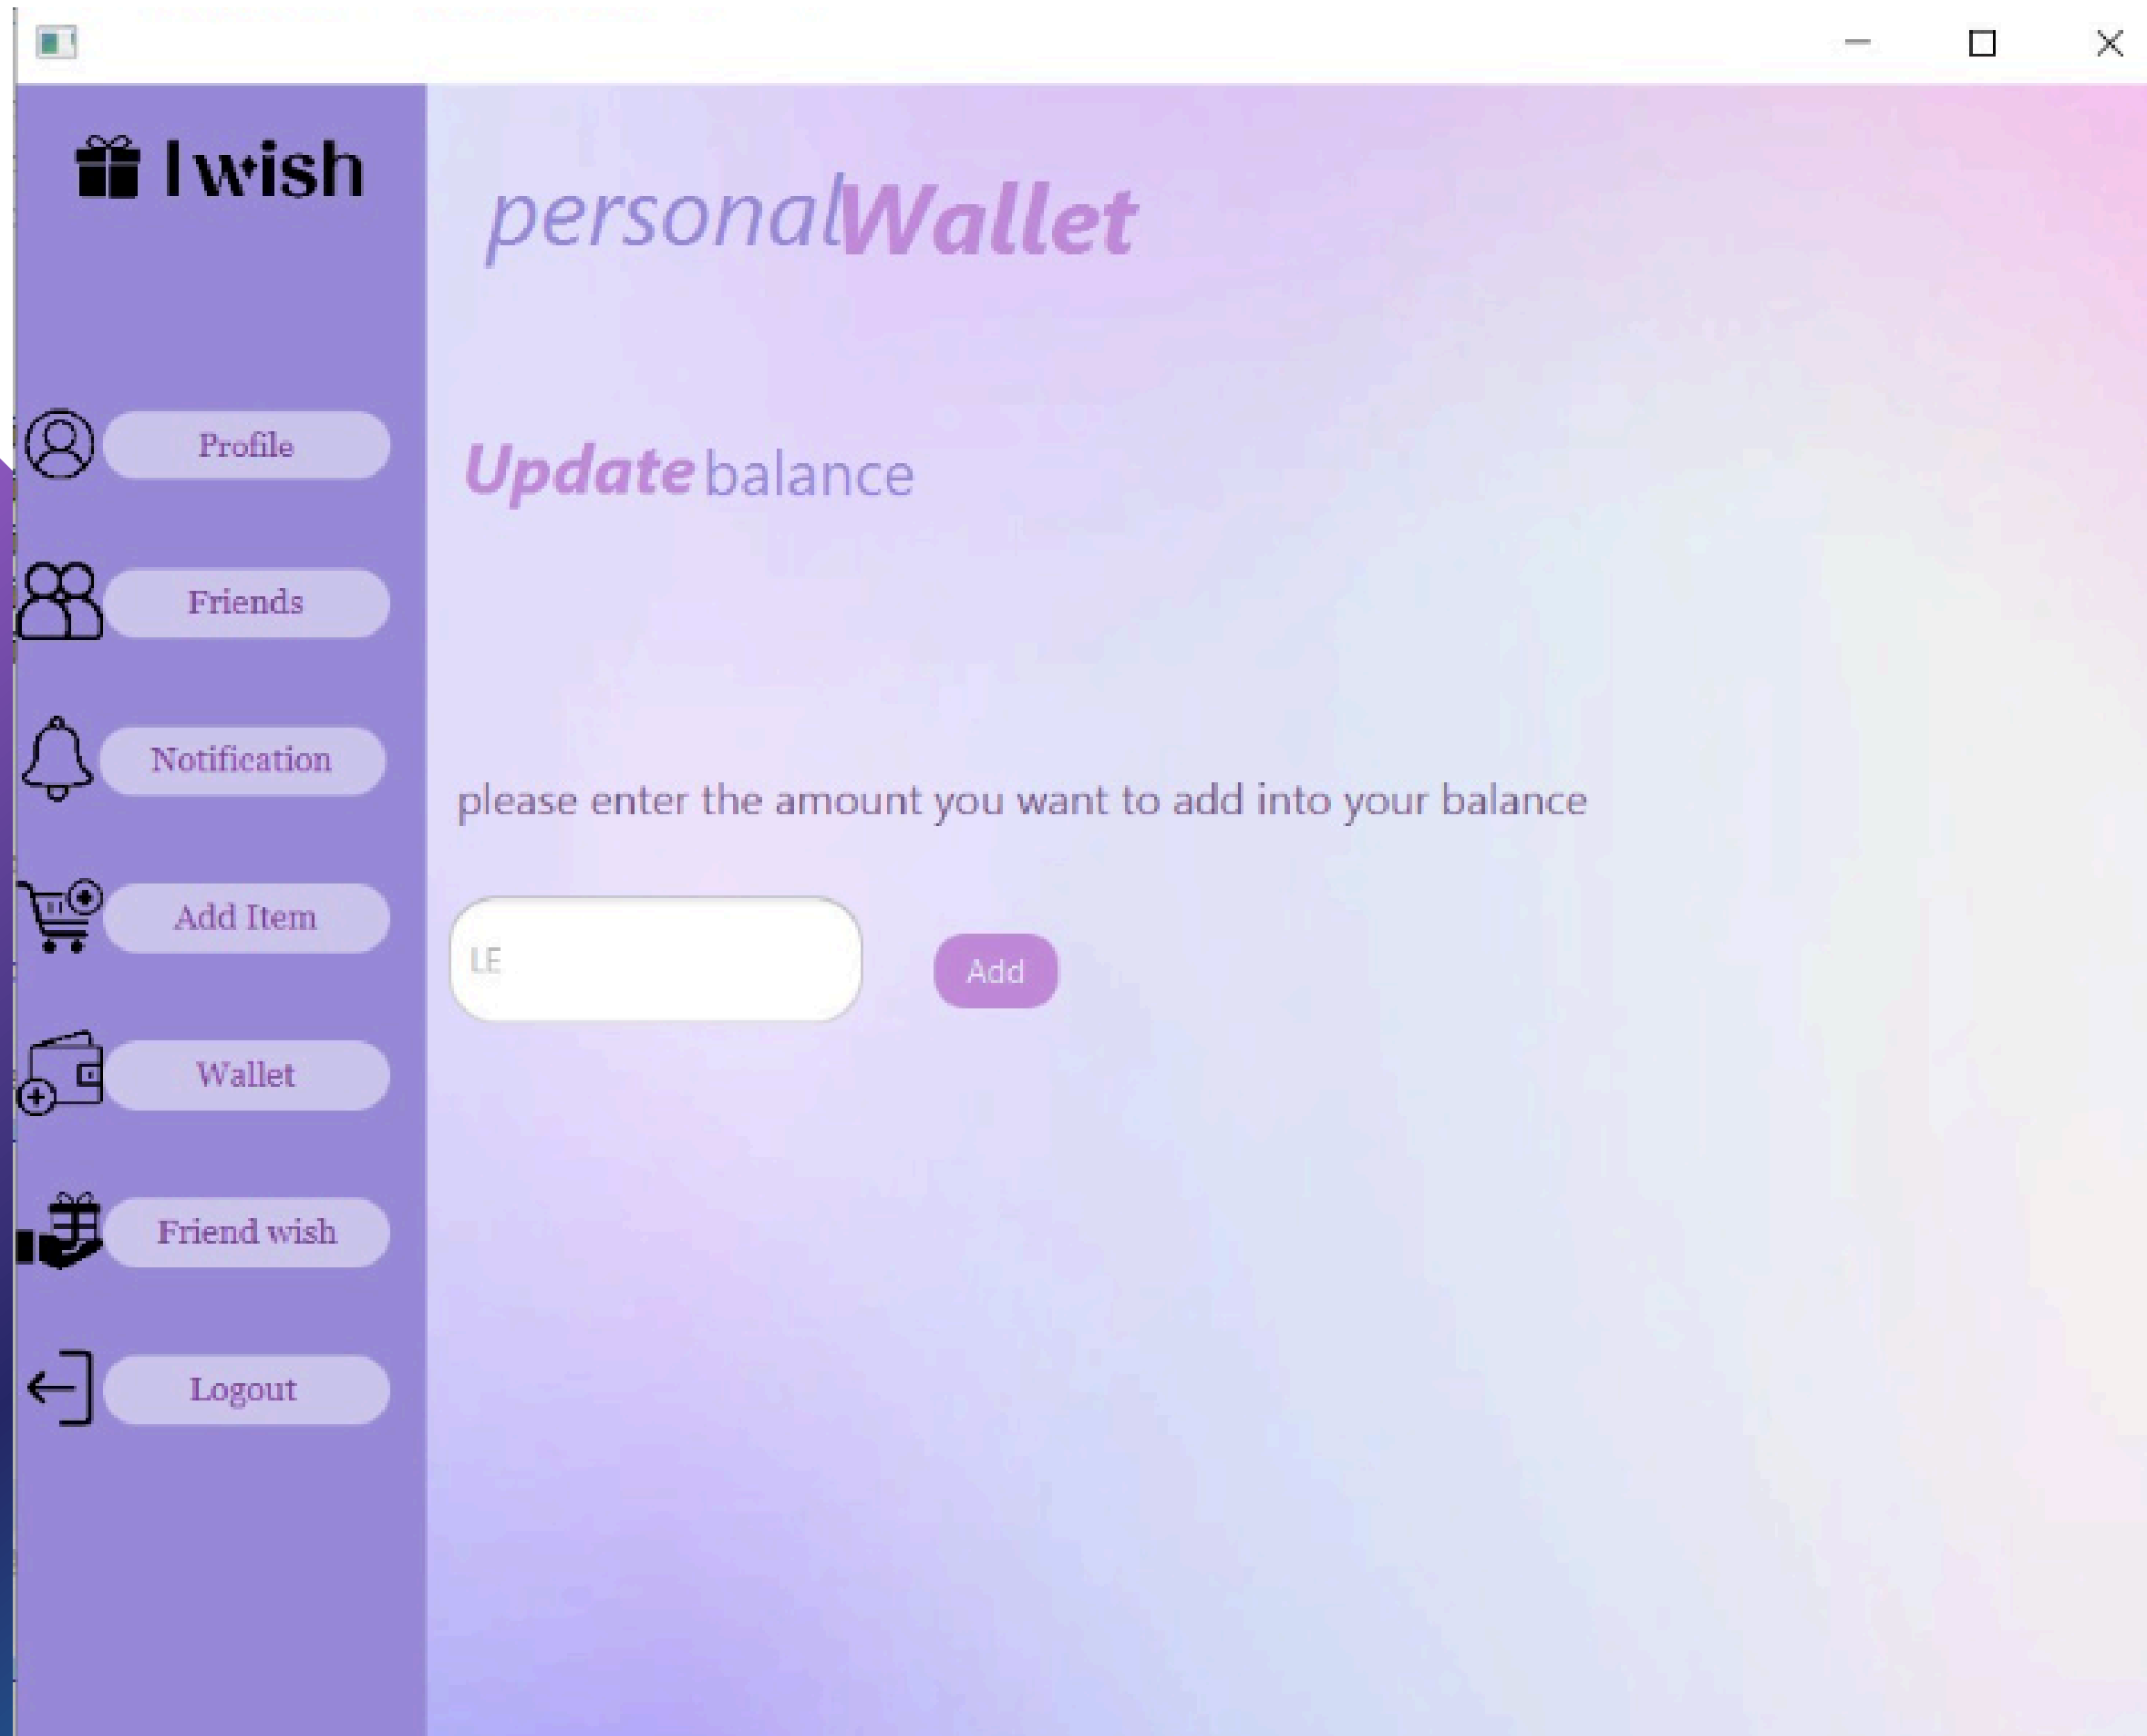 I wish
Profile
Friends
Notification
Add Item
Wallet
Friend wish
Logout
personalWallet
Update balance
please enter the amount you want to add into your balance
LE
Add